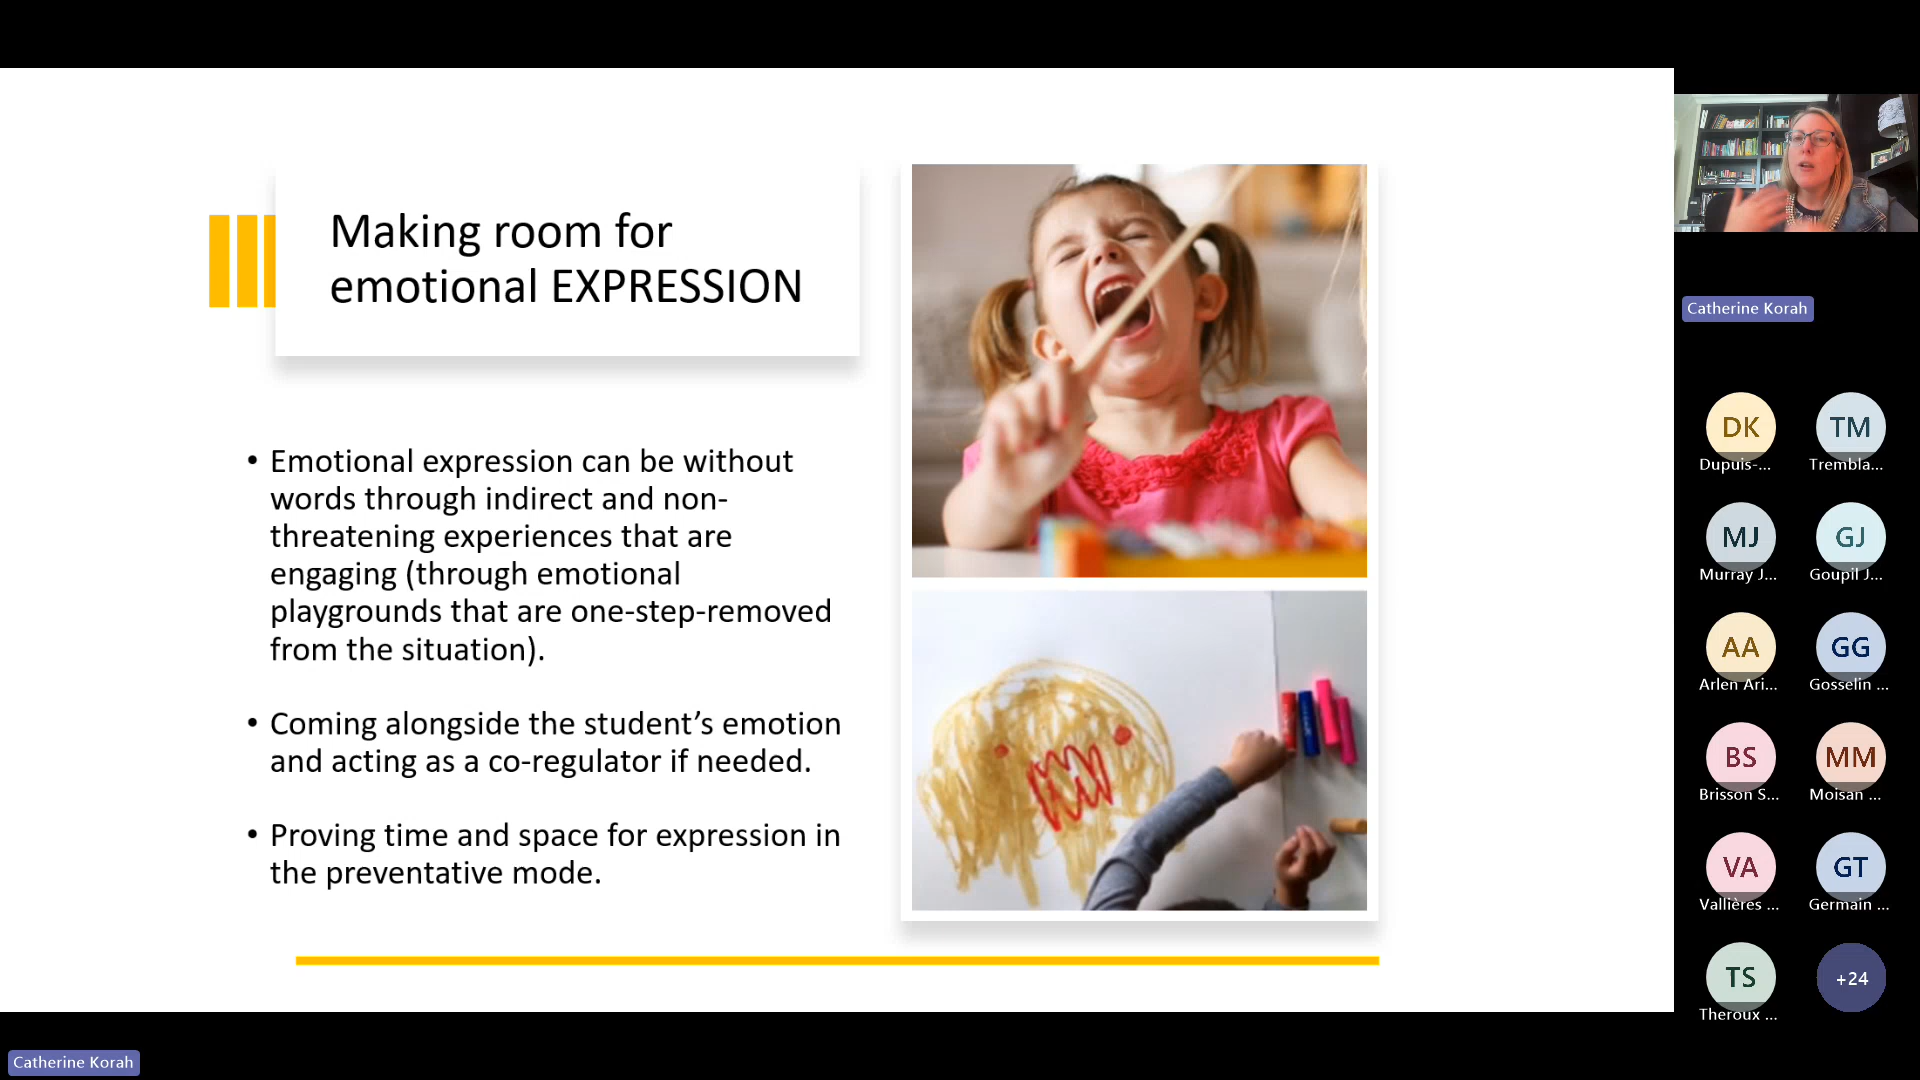 Making room for
emotional EXPRESSION
• Emotional expression can be without
words through indirect and non-
threatening experiences that are
engaging (through emotional
playgrounds that are one-step-removed
from the situation).
• Coming alongside the student’s emotion
and acting as a co-regulator if needed.
• Proving time and space for expression in
the preventative mode.
Catherine Korah
DK
Dupuis-...
TM
Trembla...
MJ
Murray J...
GJ
Goupil J...
AA
Arlen Ari...
GG
Gosselin ...
BS
Brisson S...
MM
Moisan ...
VA
Vallières ...
GT
Germain ...
TS
Theroux ...
+24
Catherine Korah